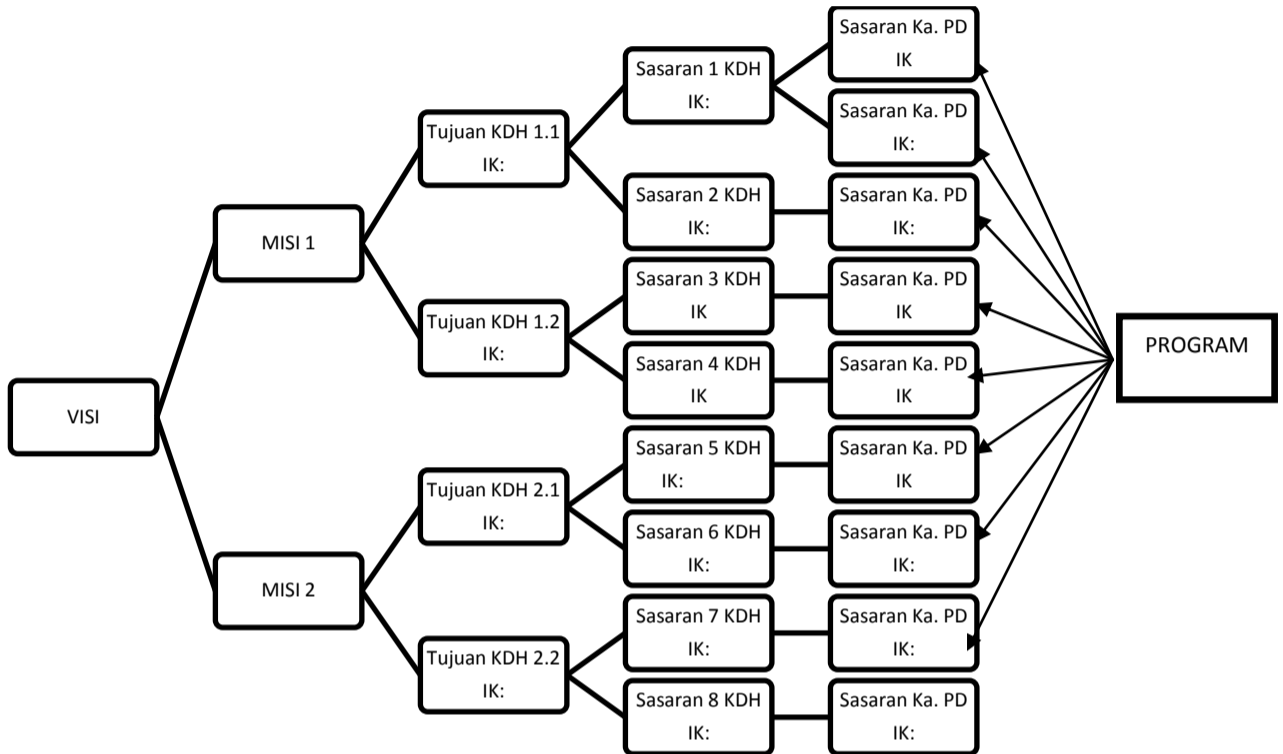 VISI
MISI 1
MISI 2
Tujuan KDH 1.1
IK:
Tujuan KDH 1.2
IK:
Tujuan KDH 2.1
IK:
Tujuan KDH 2.2
IK:
Sasaran 1 KDH
IK:
Sasaran 2 KDH
IK:
Sasaran 3 KDH
IK
Sasaran 4 KDH
IK
Sasaran 5 KDH
IK:
Sasaran 6 KDH
IK:
Sasaran 7 KDH
IK:
Sasaran 8 KDH
IK:
Sasaran Ka. PD
IK
Sasaran Ka. PD
IK:
Sasaran Ka. PD
IK:
Sasaran Ka. PD
IK
Sasaran Ka. PD
IK
Sasaran Ka. PD
IK
Sasaran Ka. PD
IK:
Sasaran Ka. PD
IK:
Sasaran Ka. PD
IK:
PROGRAM